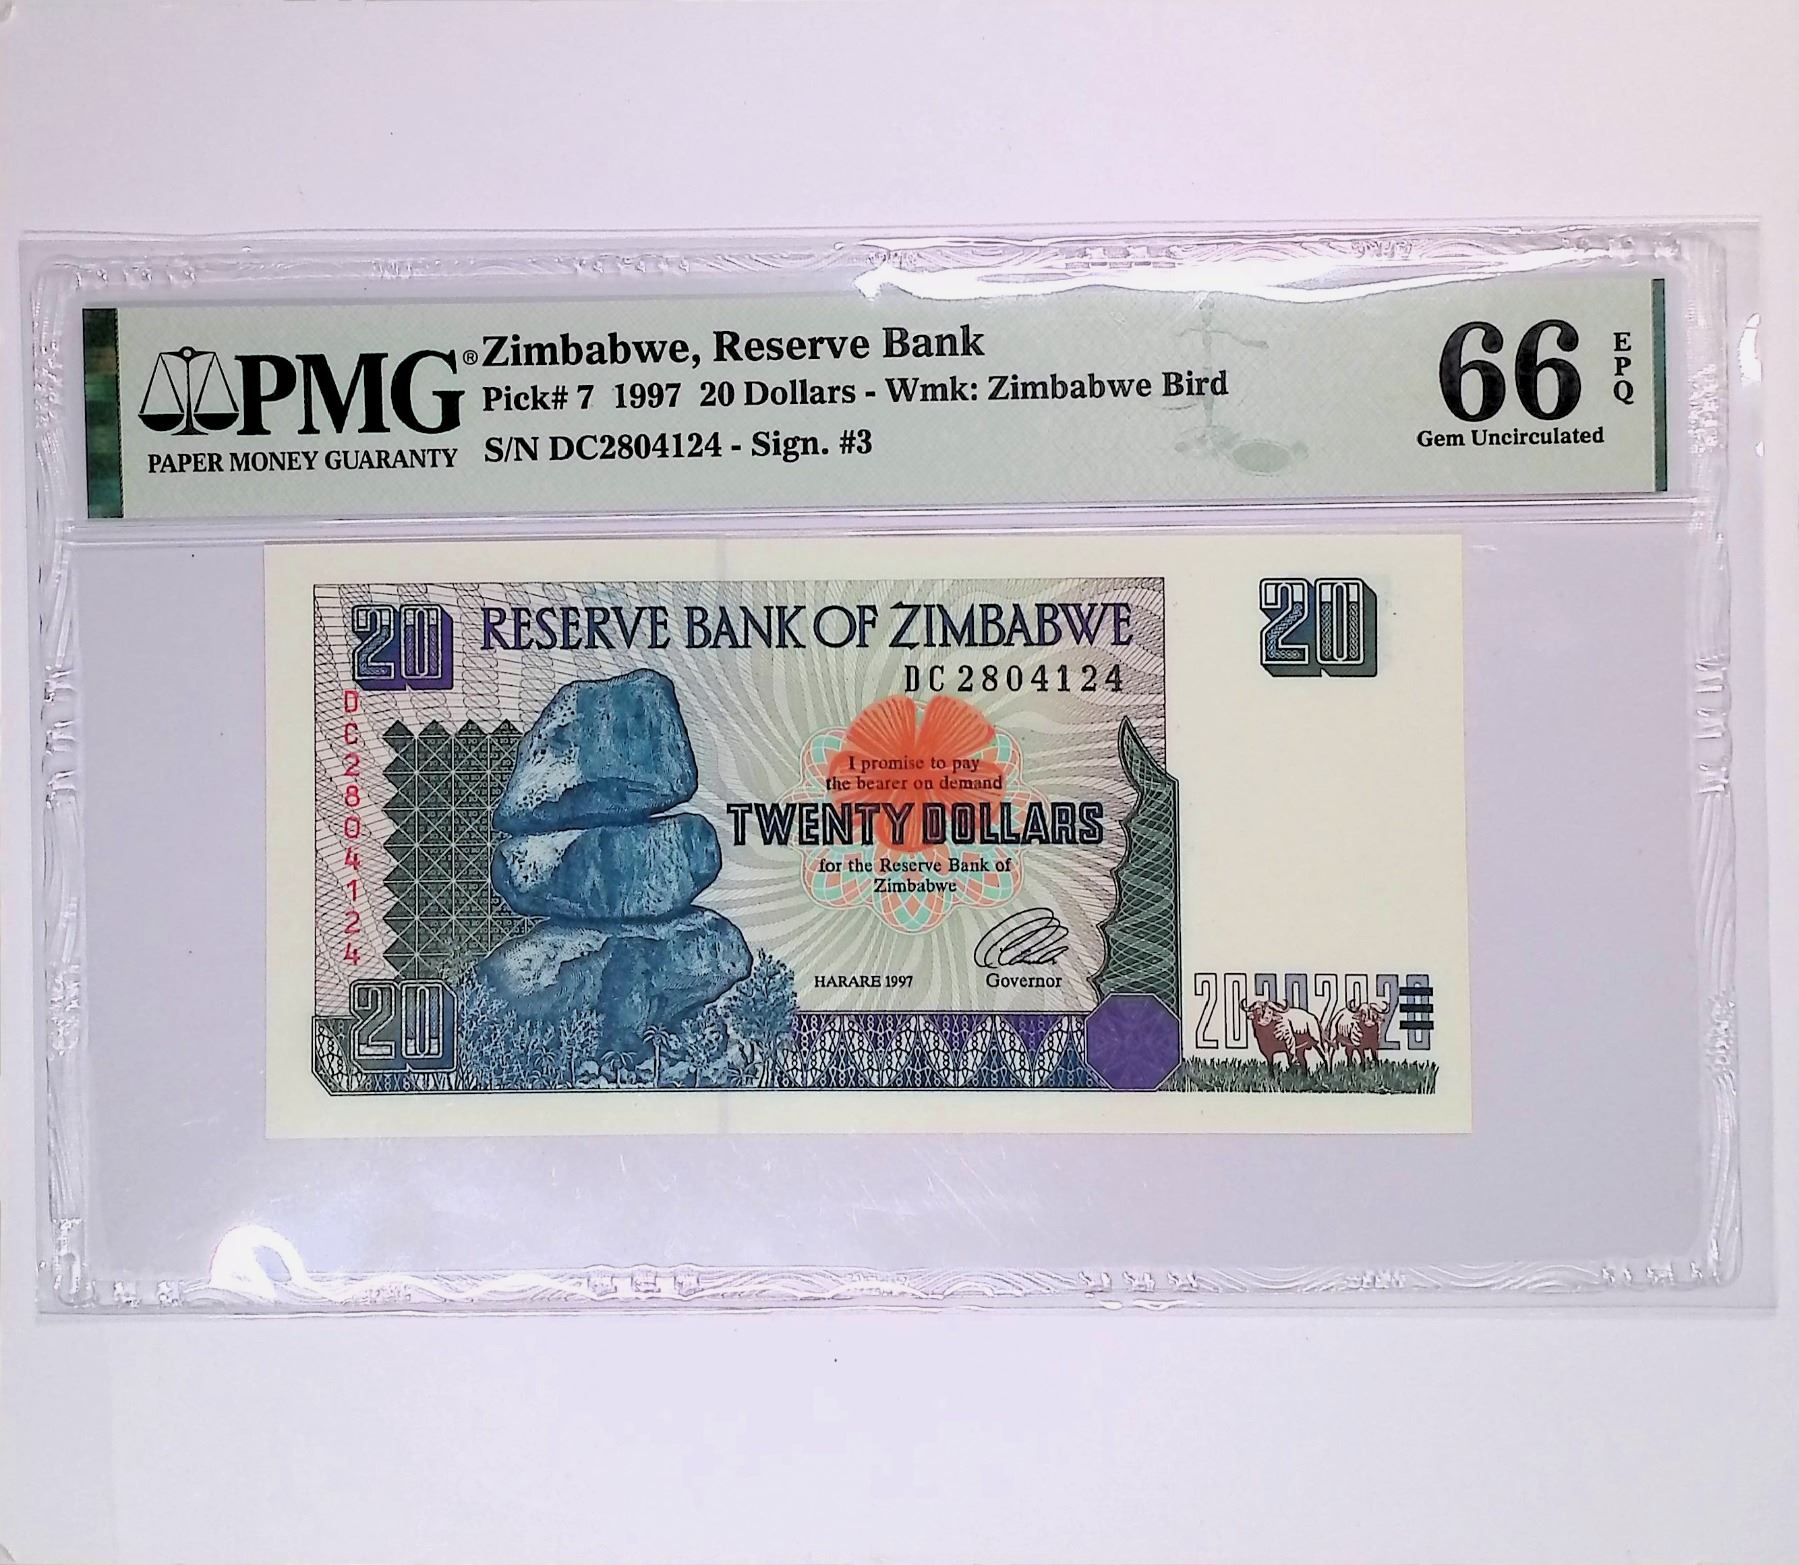 PMG®
PAPER MONEY GUARANTY
Zimbabwe, Reserve Bank
Pick# 7 1997 20 Dollars - Wmk: Zimbabwe Bird
S/N DC2804124 - Sign. #3
66
EPQ
Gem Uncirculated
20
RESERVE BANK OF ZIMBABWE
20
DC2804124
DC2804124
I promise to pay
the bearer on demand
TWENTY DOLLARS
for the Reserve Bank of
Zimbabwe
HARARE 1997
Governor
20
20202020